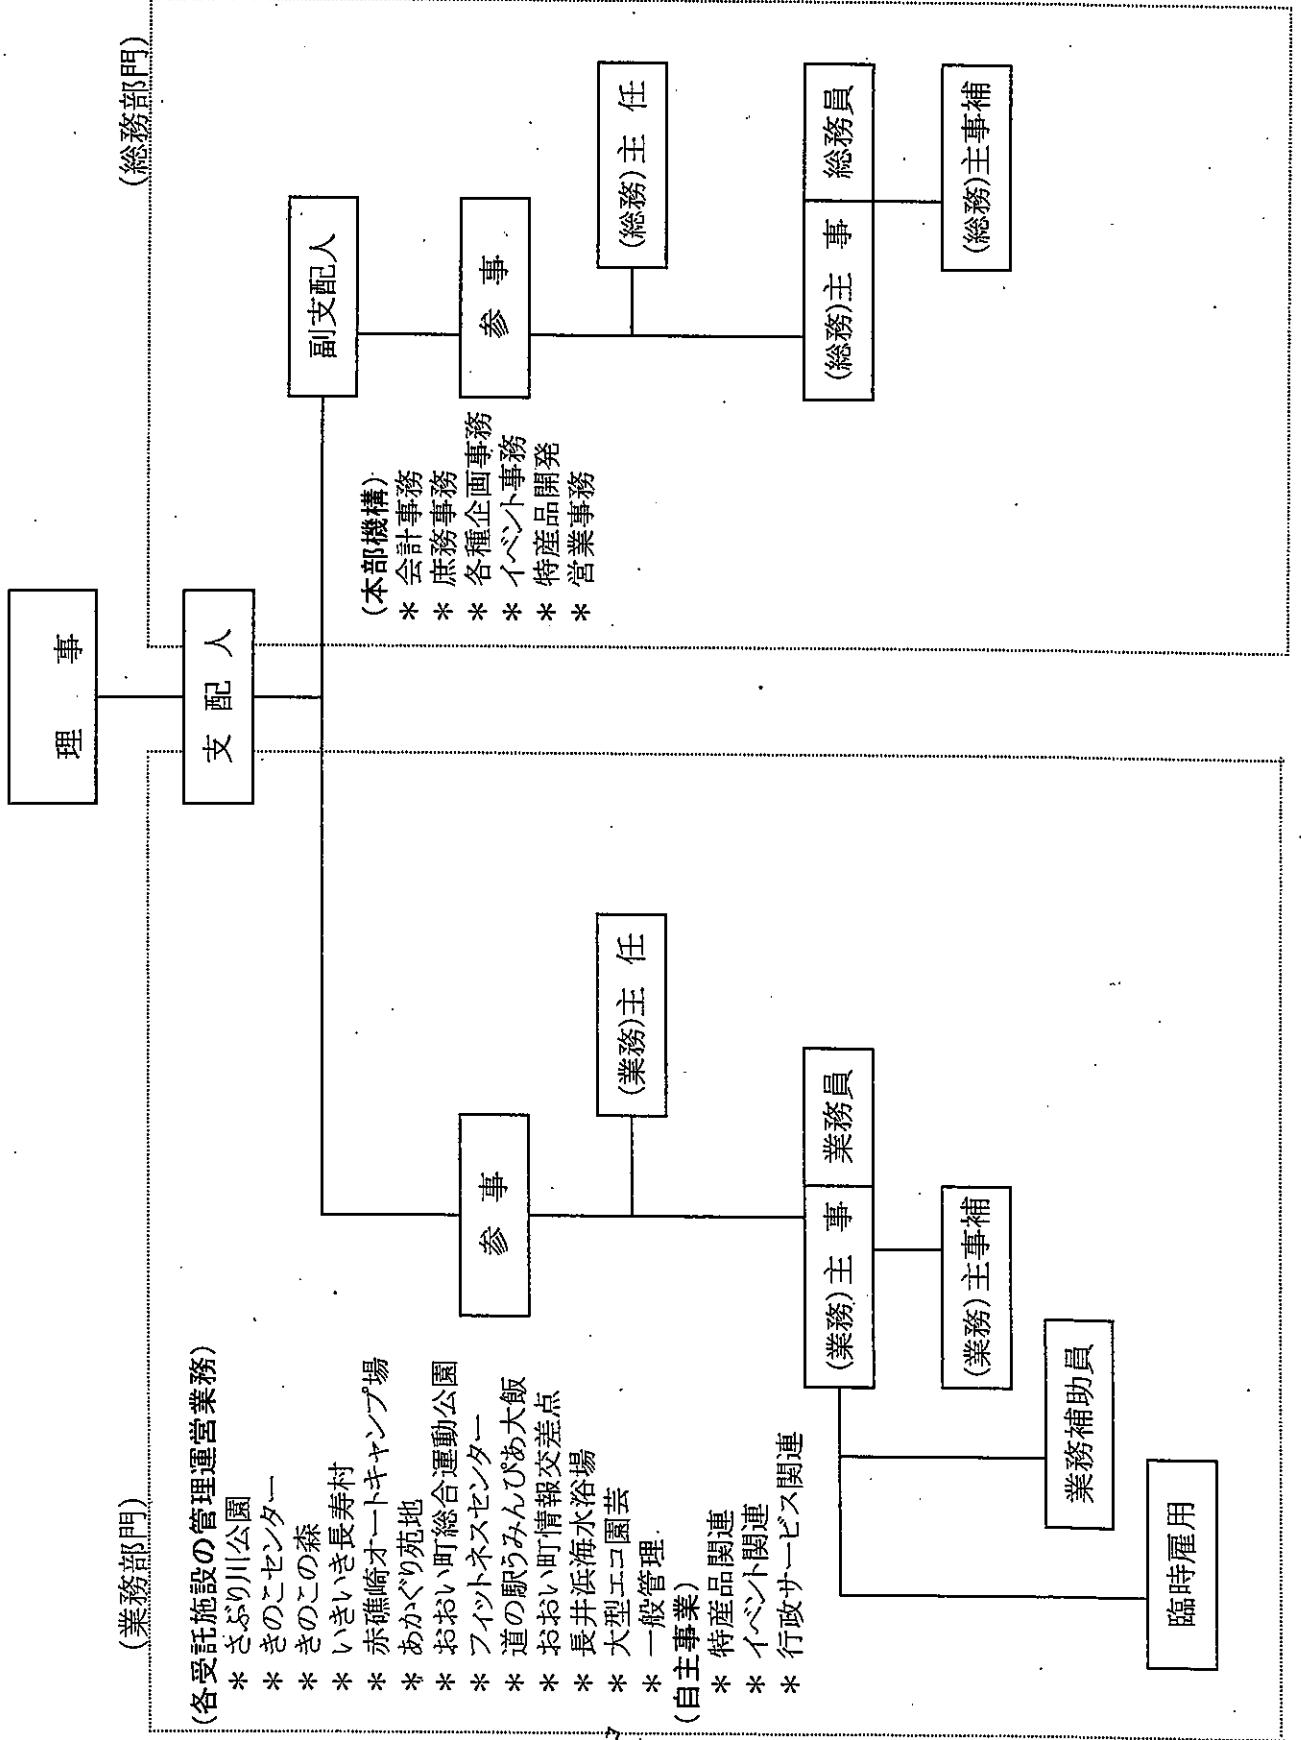 理　　事
支 配 人
(業務部門)
(各受託施設の管理運営業務)
＊ さぶり川公園
＊ きのこセンター
＊ きのこの森
＊ いきいき長寿村
＊ 赤礁崎オートキャンプ場
＊ あかぐり苑地
＊ おおい町総合運動公園
＊ フィットネスセンター
＊ 道の駅うみんぴあ大飯
＊ おおい町情報交差点
＊ 長井浜海水浴場
＊ 大型エコ園芸
＊ 一般管理
(自主事業)
＊ 特産品関連
＊ イベント関連
＊ 行政サービス関連
参　事
(業務)主　任
(業務)主　事
業務員
(業務)主事補
業務補助員
臨時雇用
(総務部門)
副支配人
(本部機構)
＊ 会計事務
＊ 庶務事務
＊ 各種企画事務
＊ イベント事務
＊ 特産品開発
＊ 営業事務
参　事
(総務)主　任
(総務)主　事
総務員
(総務)主事補